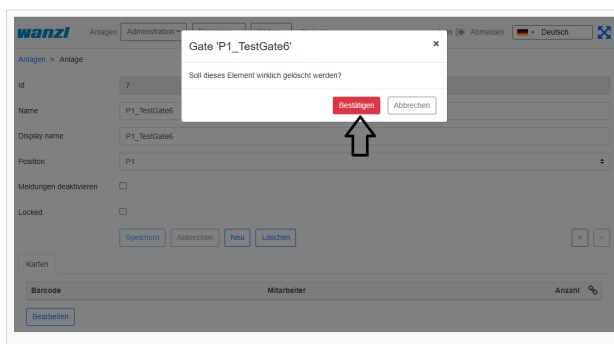 wanzl
Anlagen Administration
Abmelden Deutsch
Anlagen > Anlage
Gate 'P1_TestGate6' ×
Soll dieses Element wirklich gelöscht werden?
Bestätigen Abbrechen
Id 7
Name P1_TestGate6
Display name P1_TestGate6
Position P1
Meldungen deaktivieren
Locked
Speichern Abbrechen Neu Löschen < >
Karten
Barcode Mitarbeiter Anzahl
Bearbeiten